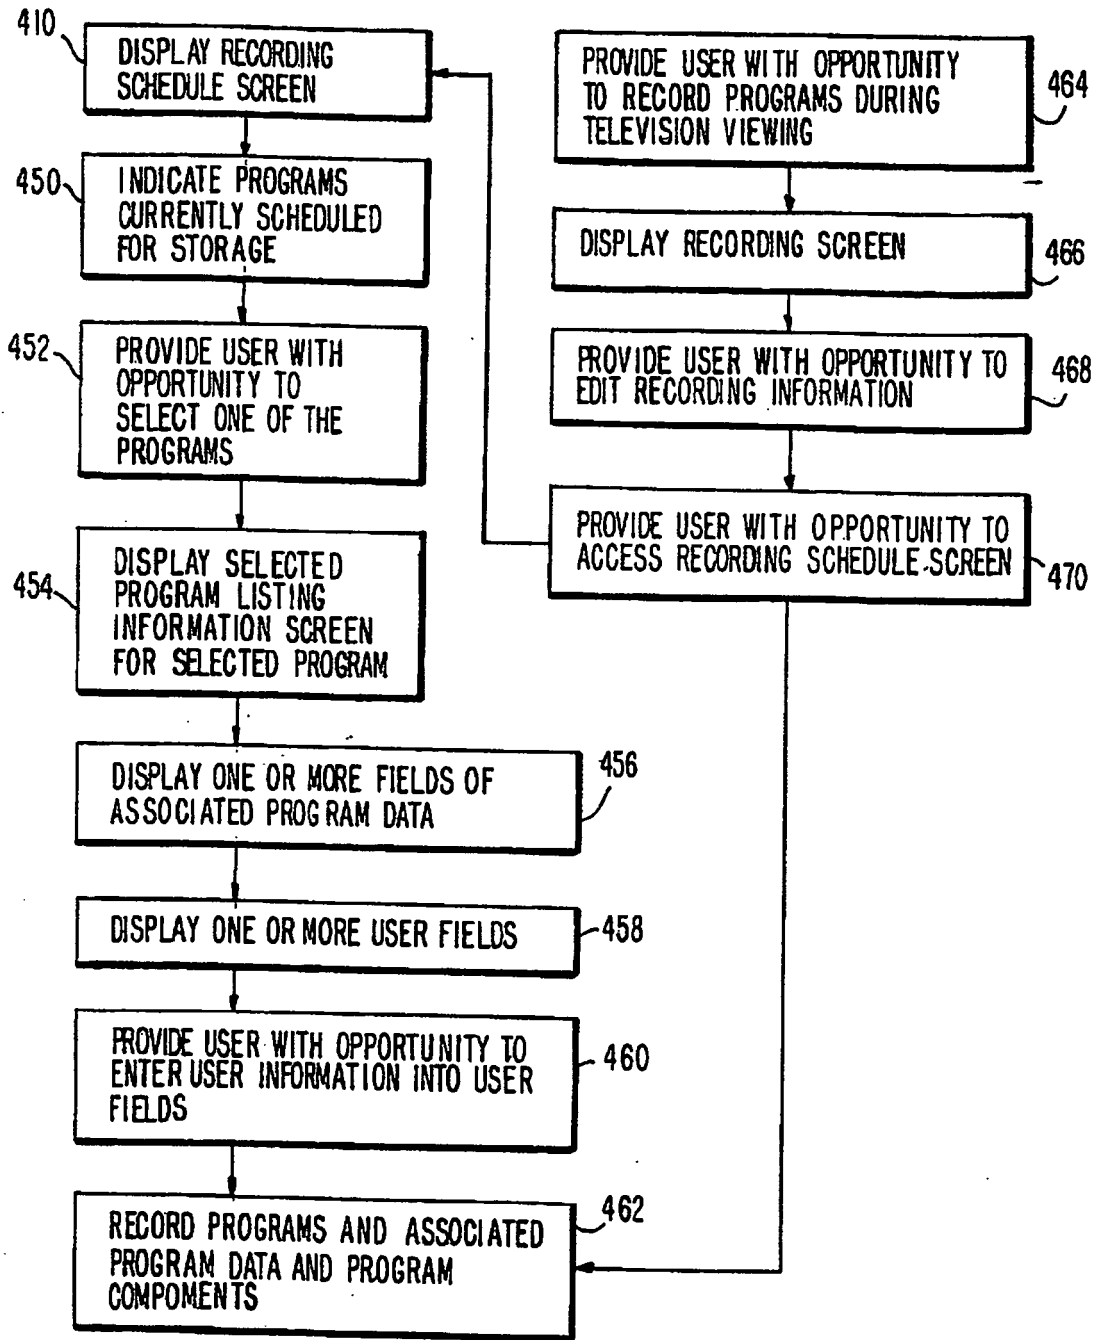 410
DISPLAY RECORDING
SCHEDULE SCREEN
450
INDICATE PROGRAMS
CURRENTLY SCHEDULED
FOR STORAGE
452
PROVIDE USER WITH
OPPORTUNITY TO
SELECT ONE OF THE
PROGRAMS
454
DISPLAY SELECTED
PROGRAM LISTING
INFORMATION SCREEN
FOR SELECTED PROGRAM
DISPLAY ONE OR MORE FIELDS OF
ASSOCIATED PROGRAM DATA
456
DISPLAY ONE OR MORE USER FIELDS
458
PROVIDE USER WITH OPPORTUNITY TO
ENTER USER INFORMATION INTO USER
FIELDS
460
RECORD PROGRAMS AND ASSOCIATED
PROGRAM DATA AND PROGRAM
COMPOMENTS
462
PROVIDE USER WITH OPPORTUNITY
TO RECORD PROGRAMS DURING
TELEVISION VIEWING
464
DISPLAY RECORDING SCREEN
466
PROVIDE USER WITH OPPORTUNITY TO
EDIT RECORDING INFORMATION
468
PROVIDE USER WITH OPPORTUNITY TO
ACCESS RECORDING SCHEDULE-SCREEN
470